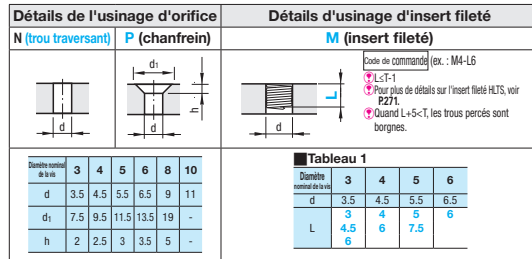 Détails de l'usinage d'orifice
Détails d'usinage d'insert fileté
N (trou traversant)
P (chanfrein)
M (insert fileté)
d
d1
h
d
L
d
Code de commande (ex. : M4-L6
L≤T-1
Pour plus de détails sur l'insert fileté HLTS, voir
P.271.
Quand L+5<T, les trous percés sont
borgnes.
Diamètre nominal de la vis 3 4 5 6 8 10
d 3.5 4.5 5.5 6.5 9 11
d1 7.5 9.5 11.5 13.5 19 -
h 2 2.5 3 3.5 5 -
■Tableau 1
Diamètre nominal de la vis 3 4 5 6
d 3.5 4.5 5.5 6.5
L 3 4 5 6
4.5 6 7.5
6